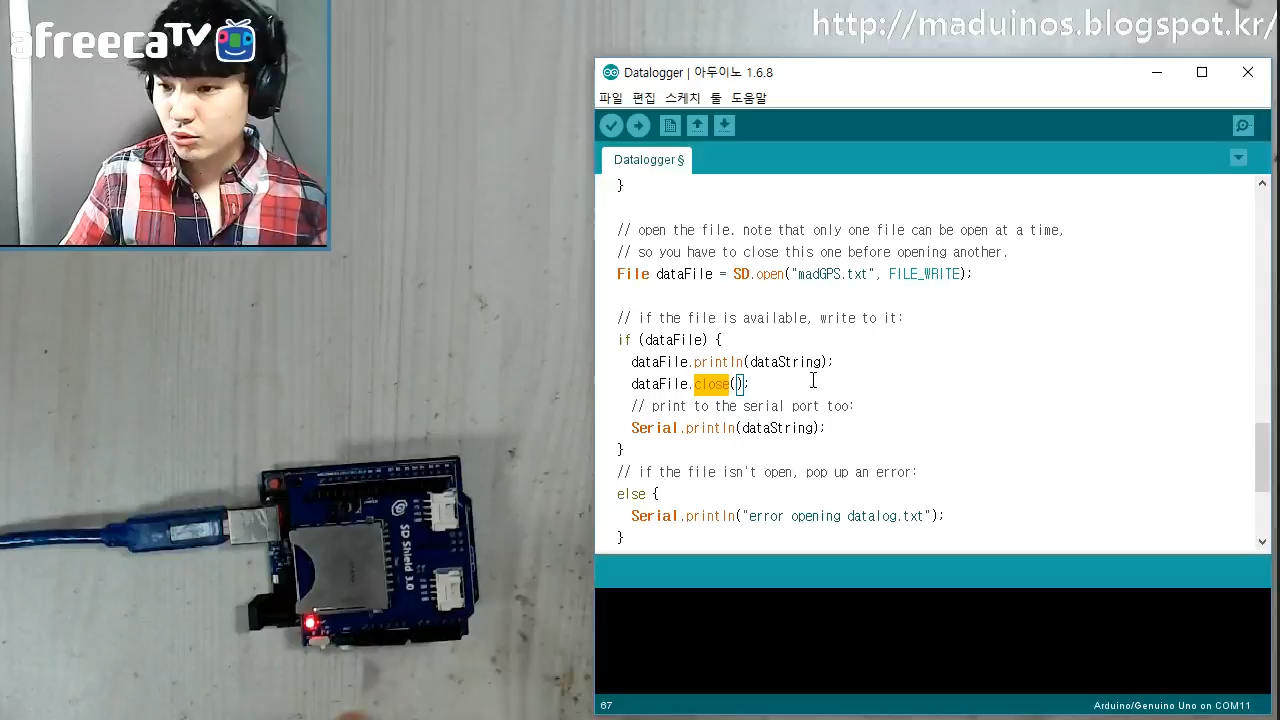 afreecaTV
aduinos.blogspot.kr/
Datalogger | 아두이노 1.6.8
파일 편집 스케치 툴 도움말
Datalogger §
}
// open the file. note that only one file can be open at a time,
// so you have to close this one before opening another.
File dataFile = SD.open("madGPS.txt", FILE_WRITE);
// if the file is available, write to it:
if (dataFile) {
dataFile.println(dataString);
dataFile.close();
// print to the serial port too:
Serial.println(dataString);
}
// if the file isn't open, pop up an error:
else {
Serial.println("error opening datalog.txt");
}
67
Arduino/Genuino Uno on COM11
SD Shield 3.0